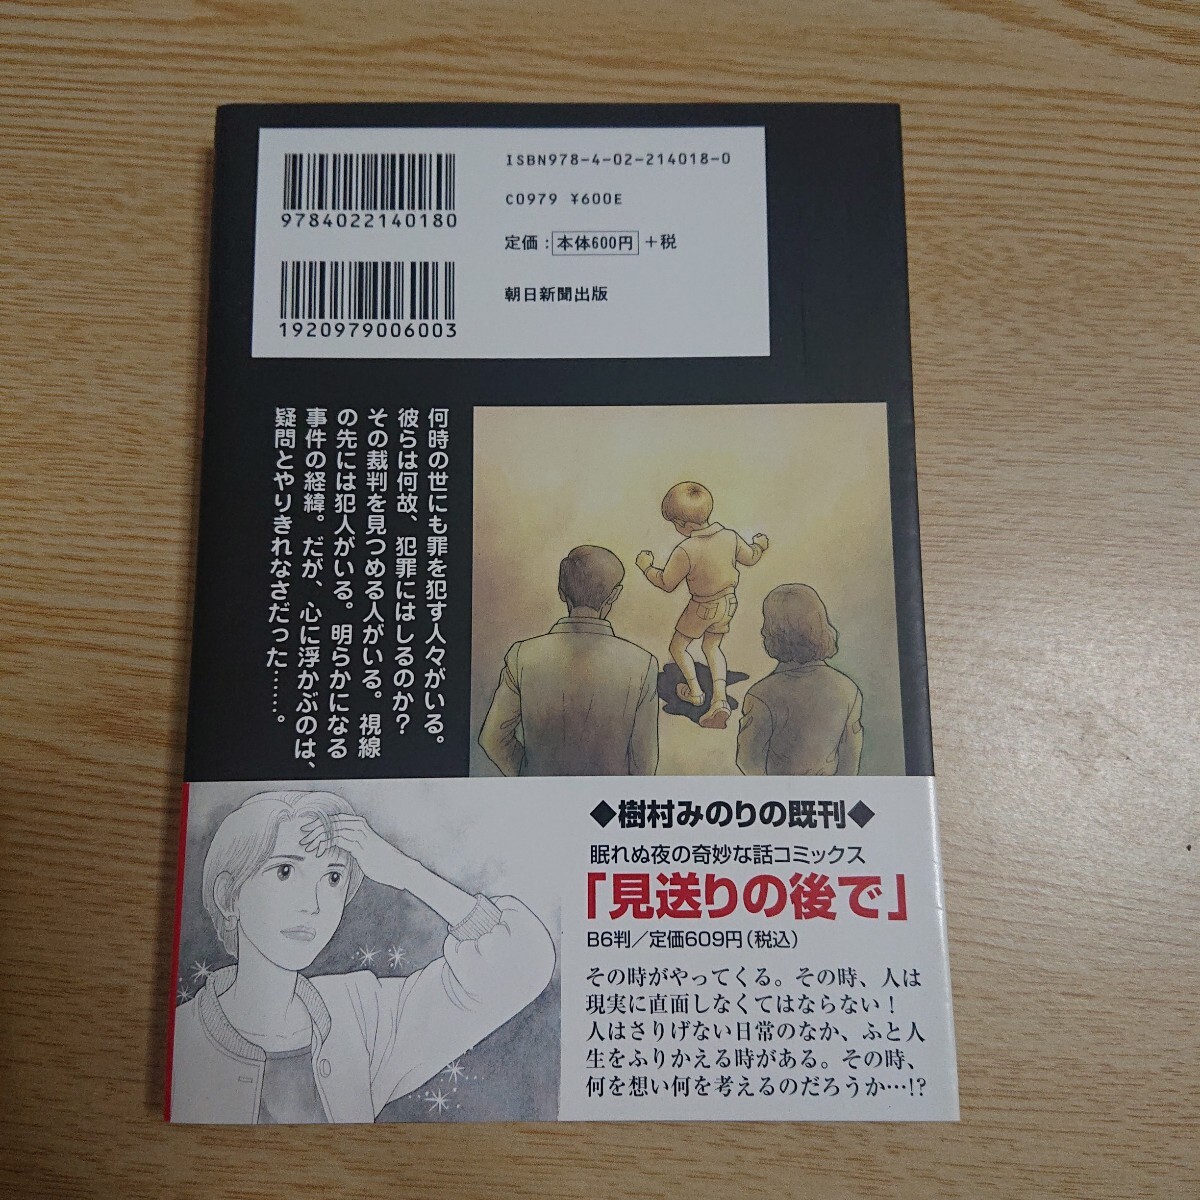 ISBN978-4-02-214018-0
9784022140180
C0979 ¥600E
定価：本体600円＋税
朝日新聞出版
1920979006003
何時の世にも罪を犯す人々がいる。
彼らは何故、犯罪にはしるのか？
その裁判を見つめる人がいる。視線
の先には犯人がいる。明らかになる
事件の経緯。だが、心に浮かぶのは、
疑問とやりきれなさだった……。
◆樹村みのりの既刊◆
眠れぬ夜の奇妙な話コミックス
「見送りの後で」
B6判／定価609円（税込）
その時がやってくる。その時、人は
現実に直面しなくてはならない！
人はさりげない日常のなか、ふと人
生をふりかえる時がある。その時、
何を想い何を考えるのだろうか…!?